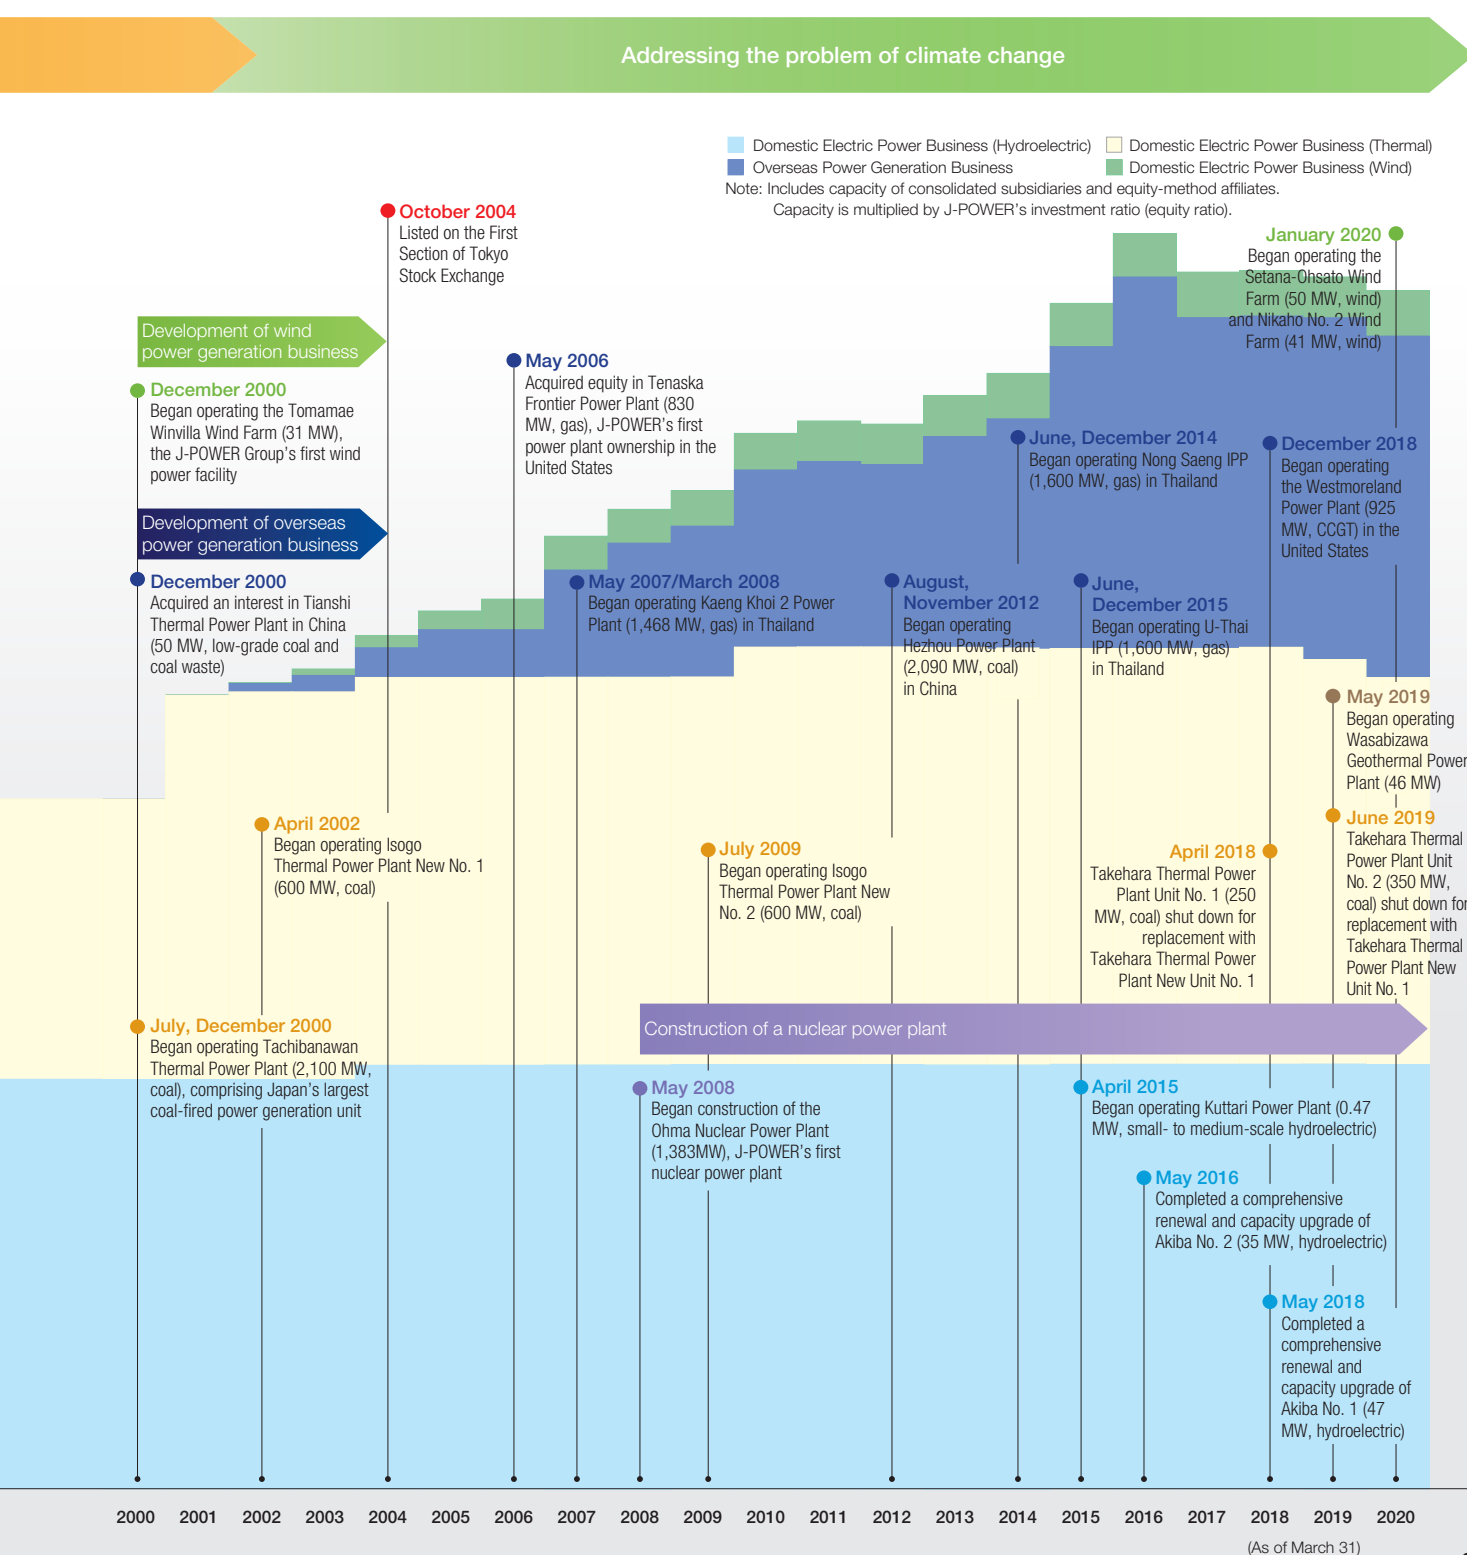 Addressing the problem of climate change
Domestic Electric Power Business (Hydroelectric)
Domestic Electric Power Business (Thermal)
Overseas Power Generation Business
Domestic Electric Power Business (Wind)
Note: Includes capacity of consolidated subsidiaries and equity-method affiliates.
Capacity is multiplied by J-POWER's investment ratio (equity ratio).
October 2004
Listed on the First
Section of Tokyo
Stock Exchange
January 2020
Began operating the
Setana-Ohsato Wind
Farm (50 MW, wind)
and Nikaho No. 2 Wind
Farm (41 MW, wind)
Development of wind
power generation business
December 2000
Began operating the Tomamae
Winvilla Wind Farm (31 MW),
the J-POWER Group's first wind
power facility
May 2006
Acquired equity in Tenaska
Frontier Power Plant (830
MW, gas), J-POWER's first
power plant ownership in the
United States
June, December 2014
Began operating Nong Saeng IPP
(1,600 MW, gas) in Thailand
December 2018
Began operating
the Westmoreland
Power Plant (925
MW, CCGT) in the
United States
Development of overseas
power generation business
December 2000
Acquired an interest in Tianshi
Thermal Power Plant in China
(50 MW, low-grade coal and
coal waste)
May 2007/March 2008
Began operating Kaeng Khoi 2 Power
Plant (1,468 MW, gas) in Thailand
August,
November 2012
Began operating
Hezhou Power Plant
(2,090 MW, coal)
in China
June,
December 2015
Began operating U-Thai
IPP (1,600 MW, gas)
in Thailand
May 2019
Began operating
Wasabizawa
Geothermal Power
Plant (46 MW)
April 2002
Began operating Isogo
Thermal Power Plant New No. 1
(600 MW, coal)
July 2009
Began operating Isogo
Thermal Power Plant New
No. 2 (600 MW, coal)
April 2018
Takehara Thermal Power
Plant Unit No. 1 (250
MW, coal) shut down for
replacement with
Takehara Thermal Power
Plant New Unit No. 1
June 2019
Takehara Thermal
Power Plant Unit
No. 2 (350 MW,
coal) shut down for
replacement with
Takehara Thermal
Power Plant New
Unit No. 1
July, December 2000
Began operating Tachibanawan
Thermal Power Plant (2,100 MW,
coal), comprising Japan's largest
coal-fired power generation unit
Construction of a nuclear power plant
May 2008
Began construction of the
Ohma Nuclear Power Plant
(1,383MW), J-POWER's first
nuclear power plant
April 2015
Began operating Kuttari Power Plant (0.47
MW, small- to medium-scale hydroelectric)
May 2016
Completed a comprehensive
renewal and capacity upgrade of
Akiba No. 2 (35 MW, hydroelectric)
May 2018
Completed a
comprehensive
renewal and
capacity upgrade of
Akiba No. 1 (47
MW, hydroelectric)
2000 2001 2002 2003 2004 2005 2006 2007 2008 2009 2010 2011 2012 2013 2014 2015 2016 2017 2018 2019 2020
(As of March 31)